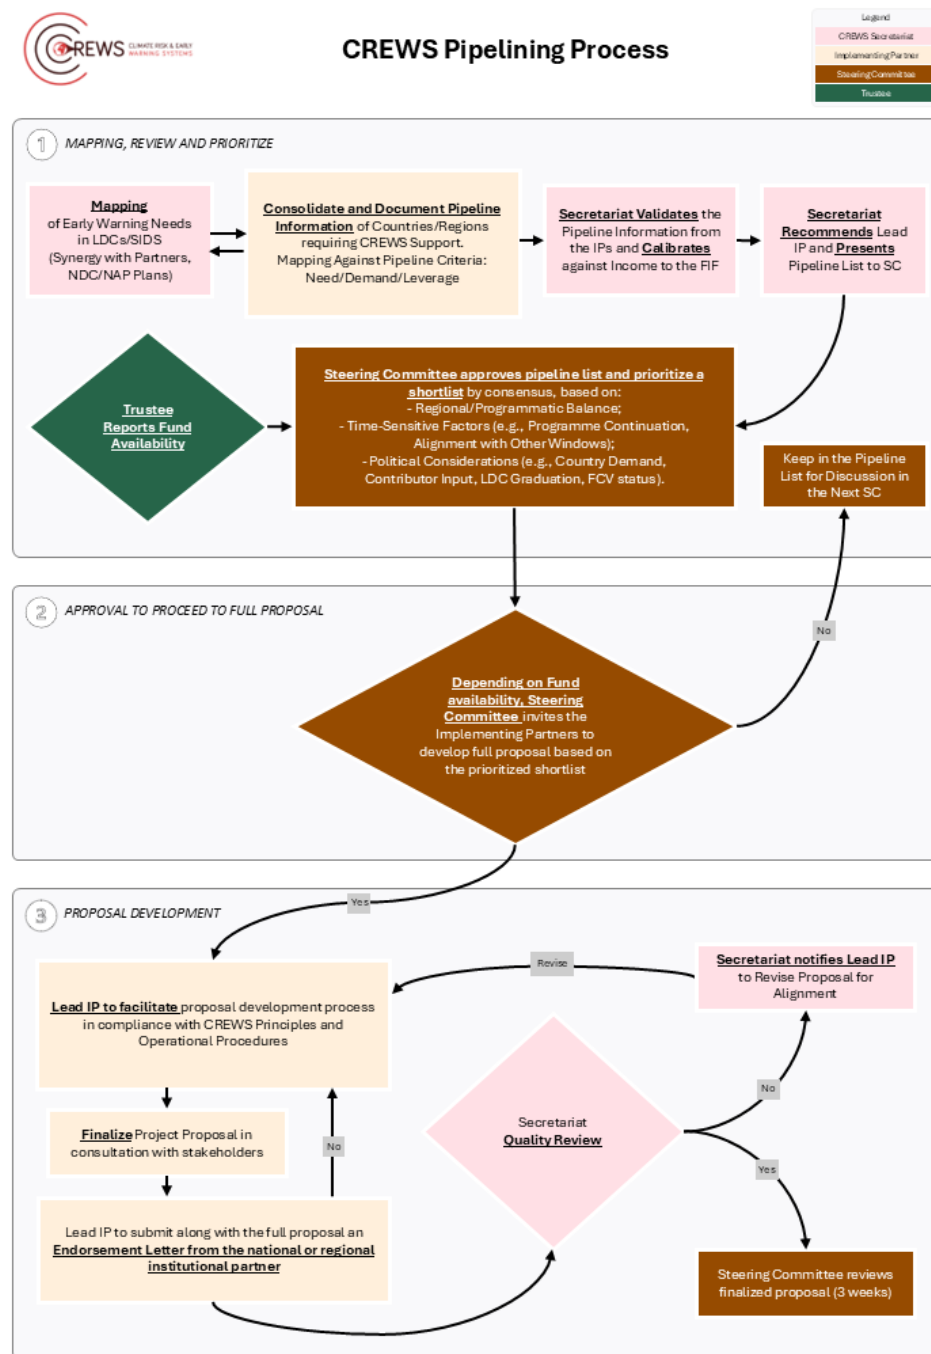 CREWS CLIMATE RISK & EARLY
WARNING SYSTEMS
CREWS Pipelining Process
Legend
CREWS Secretariat
Implementing Partner
Steering Committee
Trustee
1 MAPPING, REVIEW AND PRIORITIZE
Mapping
of Early Warning Needs
in LDCs/SIDS
(Synergy with Partners,
NDC/NAP Plans)
Consolidate and Document Pipeline
Information of Countries/Regions
requiring CREWS Support.
Mapping Against Pipeline Criteria:
Need/Demand/Leverage
Secretariat Validates the
Pipeline Information from
the IPs and Calibrates
against Income to the FIF
Secretariat
Recommends Lead
IP and Presents
Pipeline List to SC
Trustee
Reports Fund
Availability
Steering Committee approves pipeline list and prioritize a
shortlist by consensus, based on:
- Regional/Programmatic Balance;
- Time-Sensitive Factors (e.g., Programme Continuation,
Alignment with Other Windows);
- Political Considerations (e.g., Country Demand,
Contributor Input, LDC Graduation, FCV status).
Keep in the Pipeline
List for Discussion in
the Next SC
2 APPROVAL TO PROCEED TO FULL PROPOSAL
No
Depending on Fund
availability, Steering
Committee invites the
Implementing Partners to
develop full proposal based on
the prioritized shortlist
Yes
3 PROPOSAL DEVELOPMENT
Lead IP to facilitate proposal development process
in compliance with CREWS Principles and
Operational Procedures
Revise
Secretariat notifies Lead IP
to Revise Proposal for
Alignment
Finalize Project Proposal in
consultation with stakeholders
No
Secretariat
Quality Review
No
Yes
Lead IP to submit along with the full proposal an
Endorsement Letter from the national or regional
institutional partner
Steering Committee reviews
finalized proposal (3 weeks)